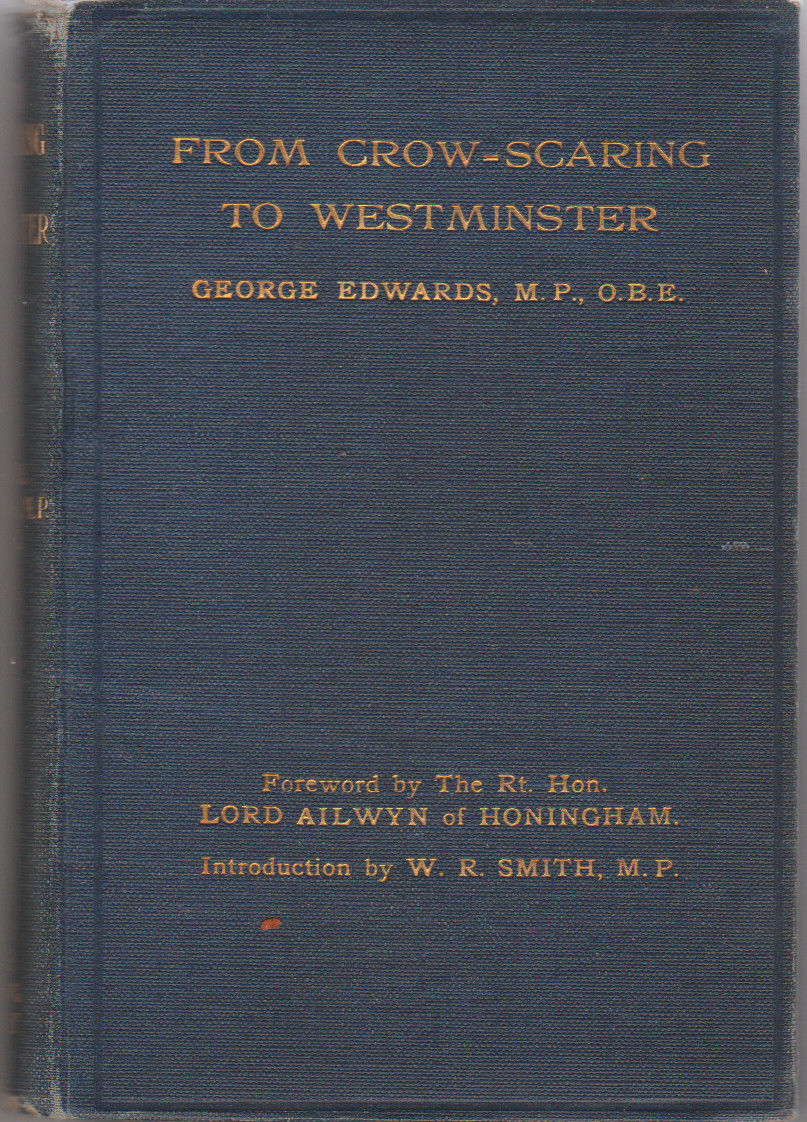 FROM CROW-SCARING
TO WESTMINSTER
GEORGE EDWARDS, M.P., O.B.E.
Foreword by The Rt. Hon.
LORD AILWYN of HONINGHAM.
Introduction by W. R. SMITH, M.P.